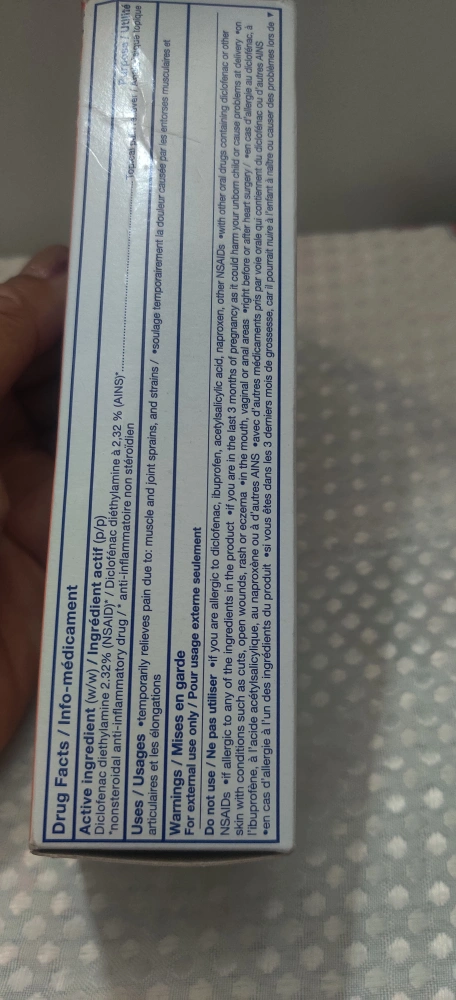 Drug Facts / Info-médicament
Active ingredient (w/w) / Ingrédient actif (p/p)
Purpose / Utilité
Diclofenac diethylamine 2.32% (NSAID)* / Diclofénac diéthylamine à 2,32 % (AINS)*
topique
*nonsteroidal anti-inflammatory drug / * anti-inflammatoire non stéroïdien
Uses / Usages •temporarily relieves pain due to: muscle and joint sprains, and strains / •soulage temporairement la douleur causée par les entorses musculaires et
articulaires et les élongations
Warnings / Mises en garde
For external use only / Pour usage externe seulement
Do not use / Ne pas utiliser •if you are allergic to diclofenac, ibuprofen, acetylsalicylic acid, naproxen, other NSAIDs •with other oral drugs containing diclofenac or other
NSAIDs •if allergic to any of the ingredients in the product •if you are in the last 3 months of pregnancy as it could harm your unborn child or cause problems at delivery •on
skin with conditions such as cuts, open wounds, rash or eczema •in the mouth, vaginal or anal areas •right before or after heart surgery / •en cas d'allergie au diclofénac, à
l'ibuprofène, à l'acide acétylsalicylique, au naproxène ou à d'autres AINS •avec d'autres médicaments pris par voie orale qui contiennent du diclofénac ou d'autres AINS
•en cas d'allergie à l'un des ingrédients du produit •si vous êtes dans les 3 derniers mois de grossesse, car il pourrait nuire à l'enfant à naître ou causer des problèmes lors de ▼